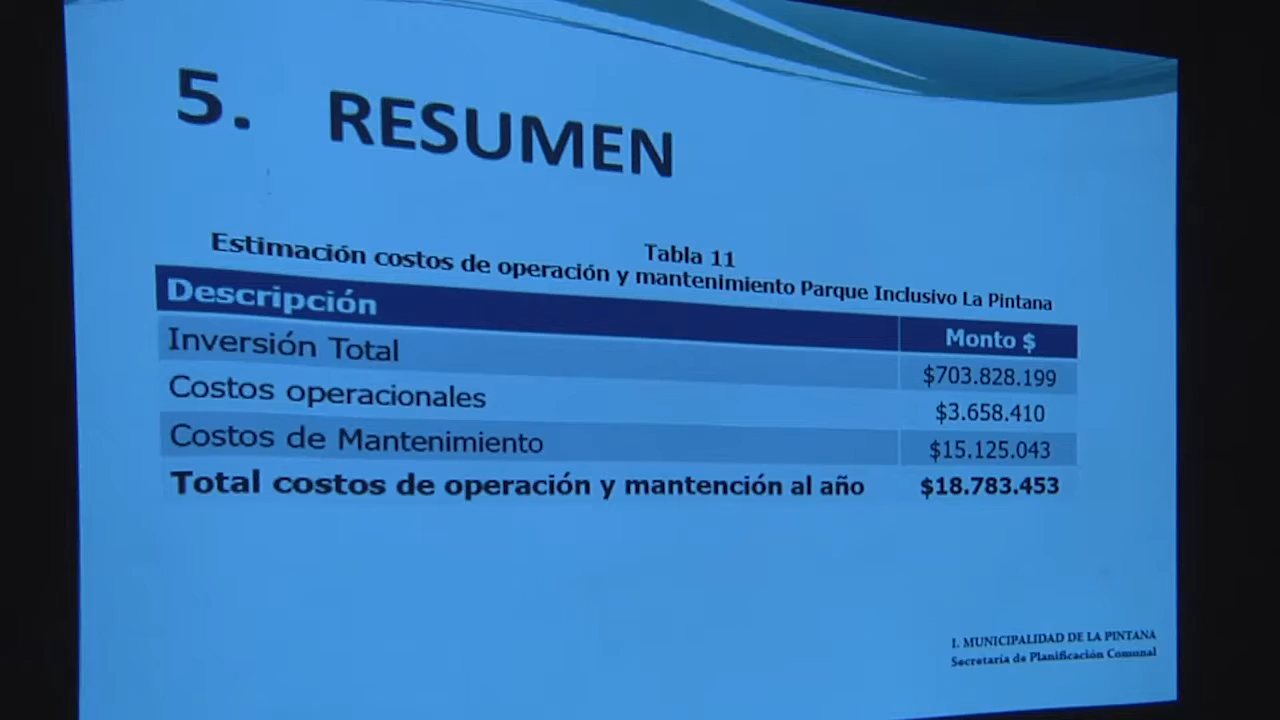 5. RESUMEN
Tabla 11
Estimación costos de operación y mantenimiento Parque Inclusivo La Pintana
Descripción Monto $
Inversión Total $703.828.199
Costos operacionales $3.658.410
Costos de Mantenimiento $15.125.043
Total costos de operación y mantención al año $18.783.453
I. MUNICIPALIDAD DE LA PINTANA
Secretaría de Planificación Comunal